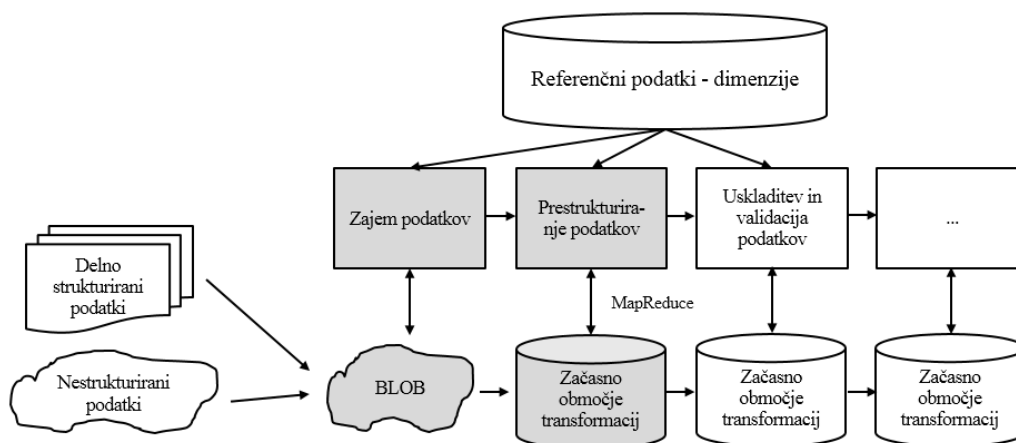 Referenčni podatki - dimenzije
Zajem podatkov
Prestrukturira-
nje podatkov
Uskladitev in
validacija
podatkov
...
Delno
strukturirani
podatki
MapReduce
Nestrukturirani
podatki
BLOB
Začasno
območje
transformacij
Začasno
območje
transformacij
Začasno
območje
transformacij